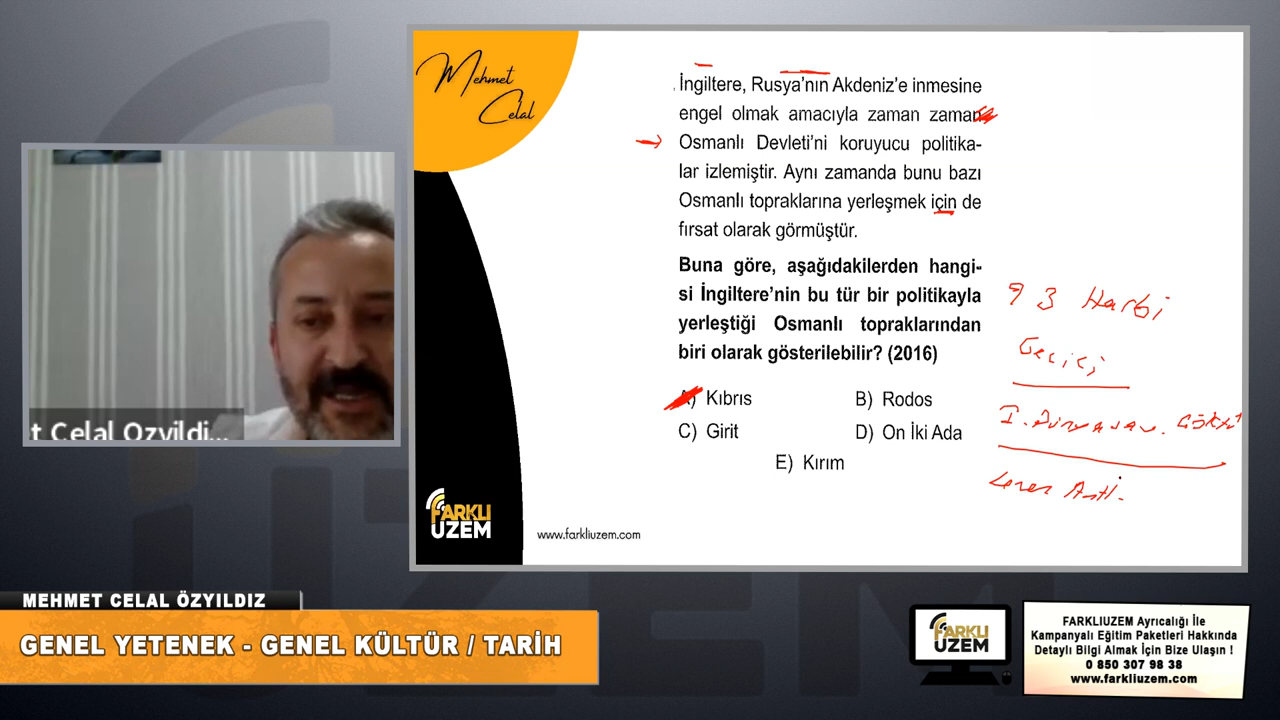 Mehmet
Celal
İngiltere, Rusya'nın Akdeniz'e inmesine
engel olmak amacıyla zaman zaman
Osmanlı Devleti'ni koruyucu politika-
lar izlemiştir. Aynı zamanda bunu bazı
Osmanlı topraklarına yerleşmek için de
fırsat olarak görmüştür.
Buna göre, aşağıdakilerden hangi-
si İngiltere'nin bu tür bir politikayla
yerleştiği Osmanlı topraklarından
biri olarak gösterilebilir? (2016)
A) Kıbrıs
B) Rodos
C) Girit
D) On İki Ada
E) Kırım
93 Harbi
Geçici
I. Dünya sav.
t Celal Ozyildi...
FARKLI
UZEM
www.farkliuzem.com
MEHMET CELAL ÖZYILDIZ
GENEL YETENEK - GENEL KÜLTÜR / TARİH
FARKLI
UZEM
FARKLIUZEM Ayrıcalığı İle
Kampanyalı Eğitim Paketleri Hakkında
Detaylı Bilgi Almak İçin Bize Ulaşın !
0 850 307 98 38
www.farkliuzem.com